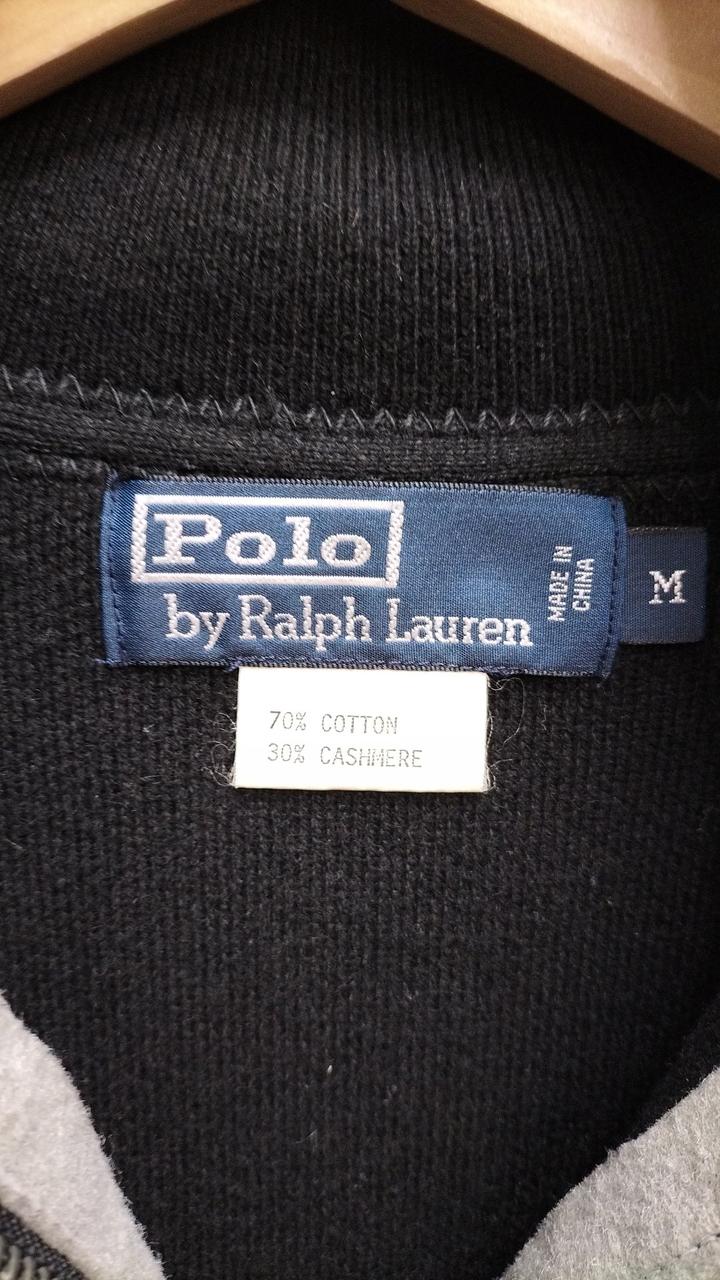 Polo
by Ralph Lauren
MADE IN
CHINA
M
70% COTTON
30% CASHMERE